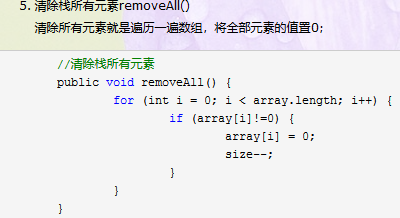 5. 清除栈所有元素removeAll()
清除所有元素就是遍历一遍数组，将全部元素的值置0；
//清除栈所有元素
public void removeAll() {
for (int i = 0; i < array.length; i++) {
if (array[i]!=0) {
array[i] = 0;
size--;
}
}
}